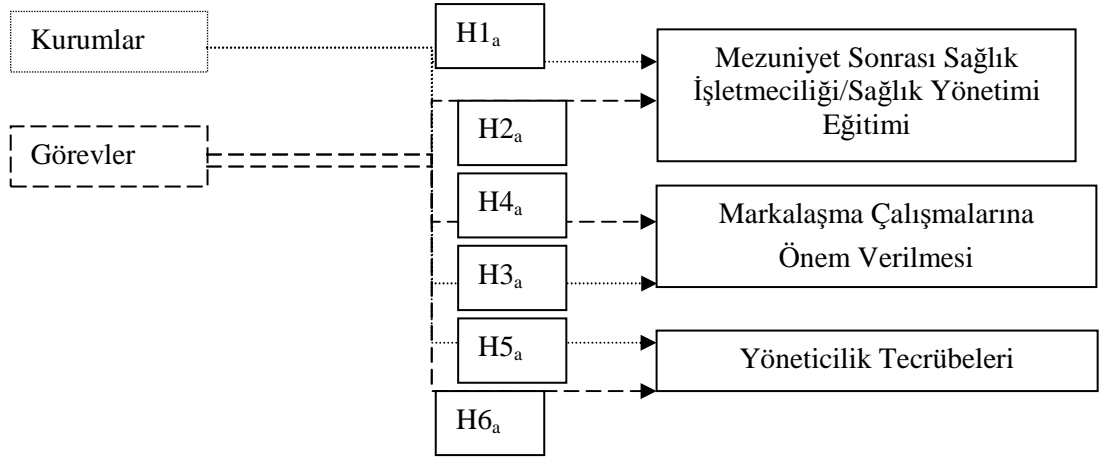 Kurumlar
Görevler
H1a
H2a
H4a
H3a
H5a
H6a
Mezuniyet Sonrası Sağlık
İşletmeciliği/Sağlık Yönetimi
Eğitimi
Markalaşma Çalışmalarına
Önem Verilmesi
Yöneticilik Tecrübeleri